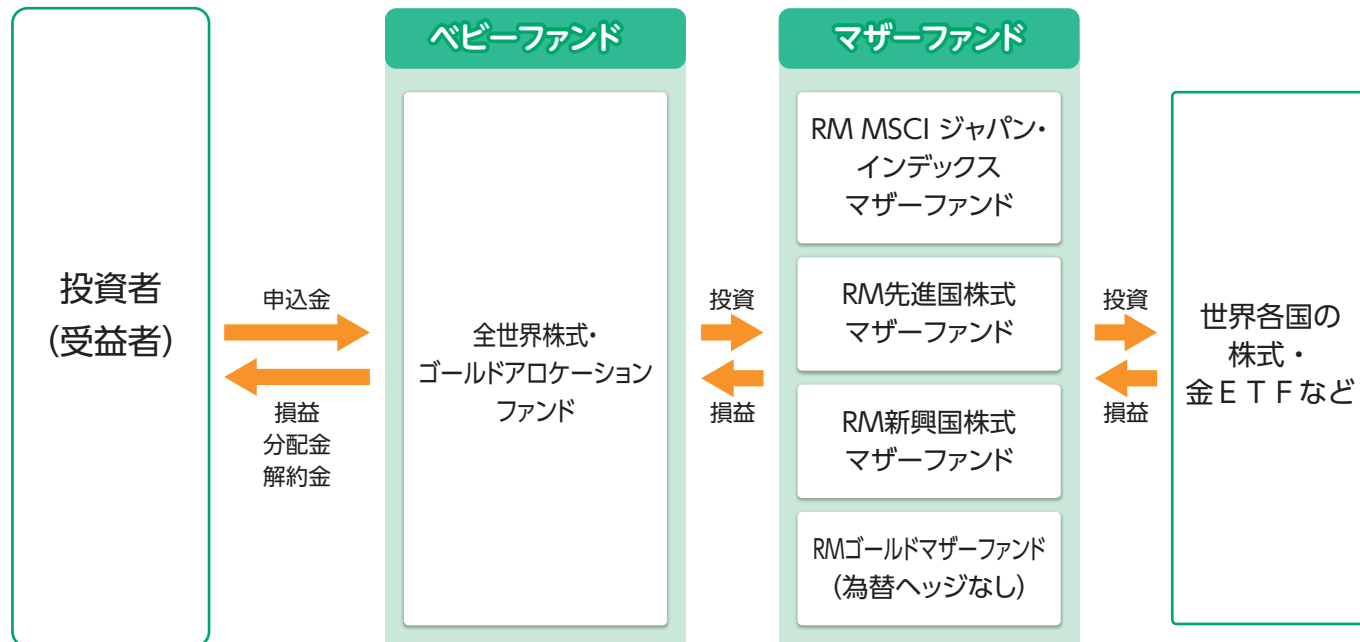 投資者
(受益者)
申込金
損益
分配金
解約金
ベビーファンド
全世界株式・
ゴールドアロケーション
ファンド
投資
損益
マザーファンド
RM MSCI ジャパン・
インデックス
マザーファンド
RM先進国株式
マザーファンド
RM新興国株式
マザーファンド
RMゴールドマザーファンド
(為替ヘッジなし)
投資
損益
世界各国の
株式・
金ＥＴＦなど